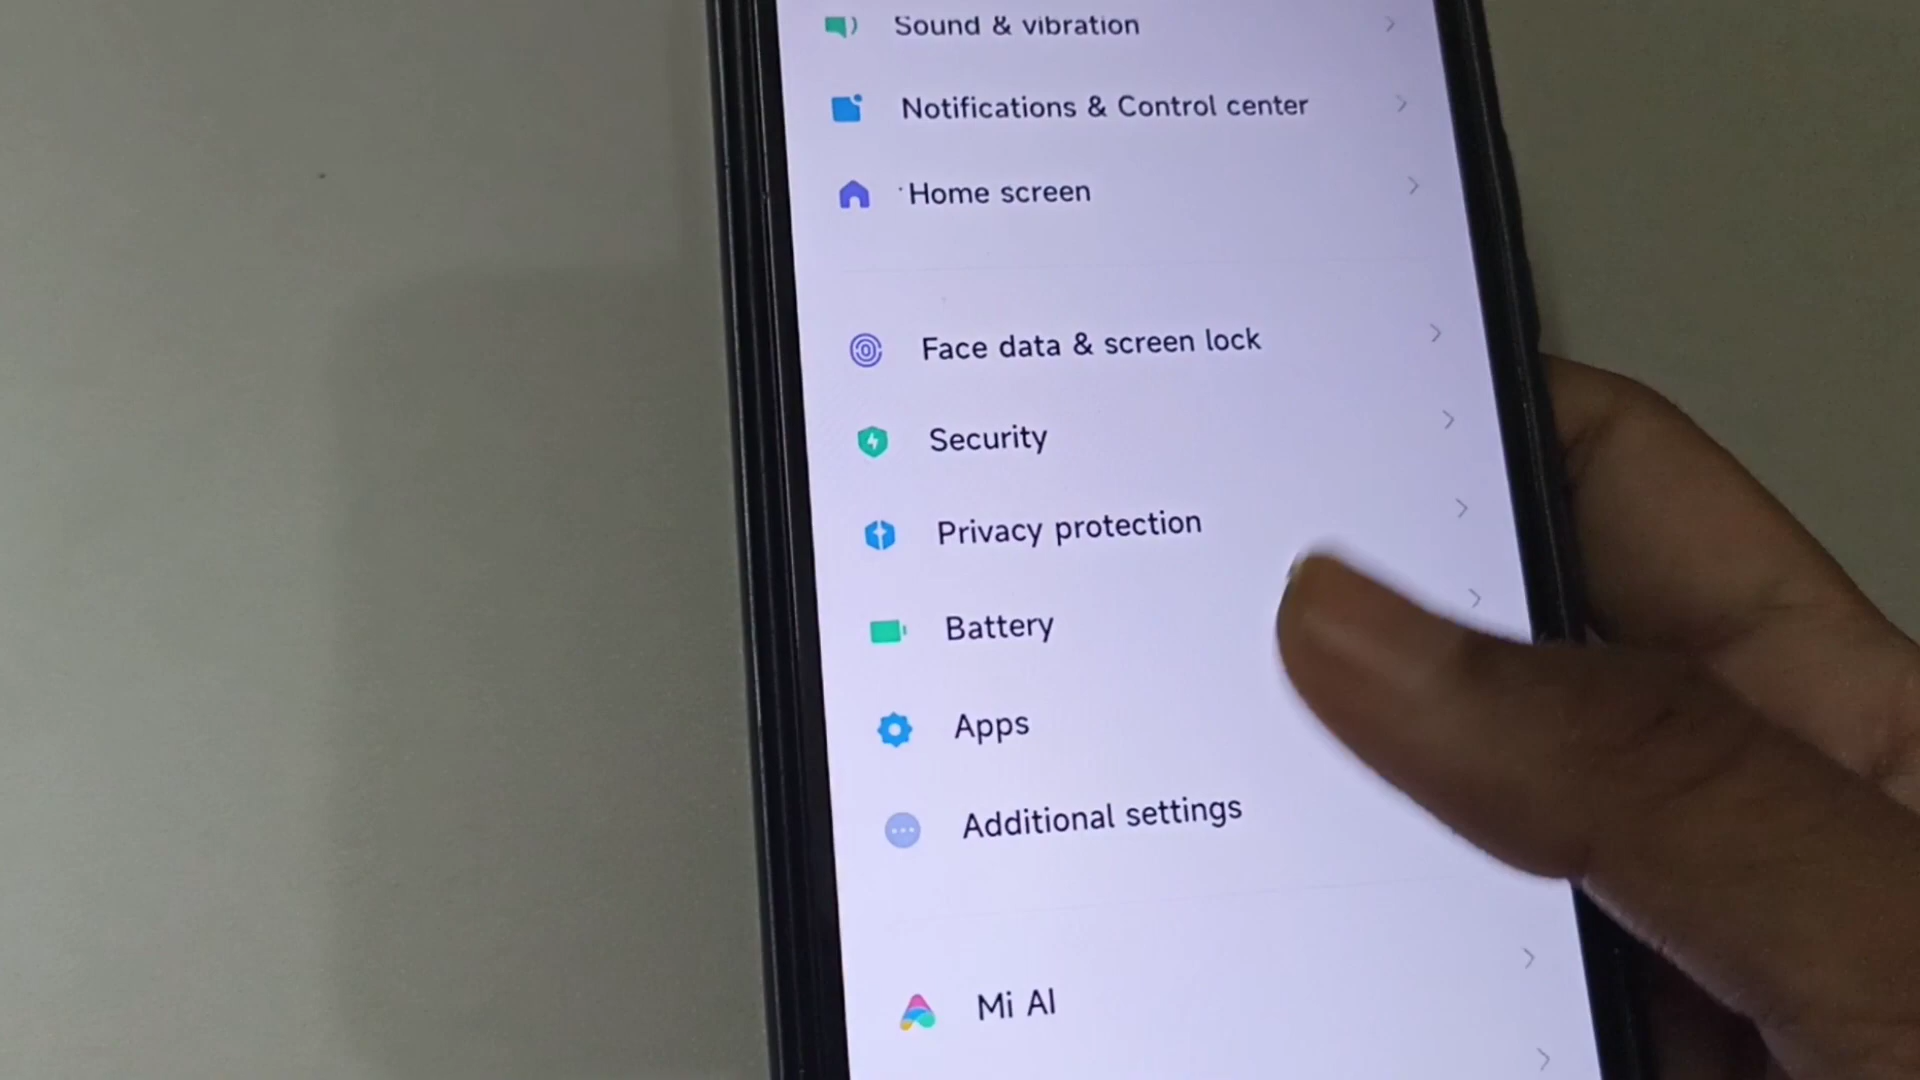 Sound & vibration
Notifications & Control center
Home screen
Face data & screen lock
Security
Privacy protection
Battery
Apps
Additional settings
Mi AI